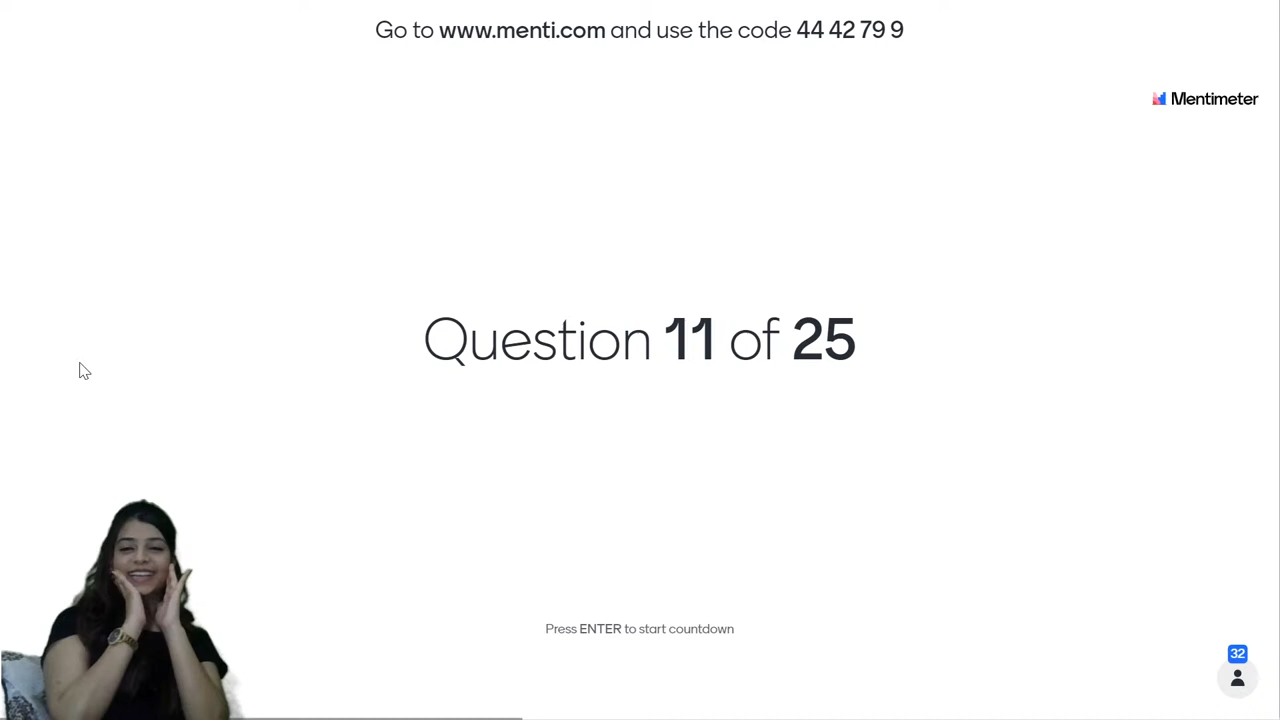 Go to www.menti.com and use the code 44 42 79 9
Mentimeter
Question 11 of 25
Press ENTER to start countdown
32